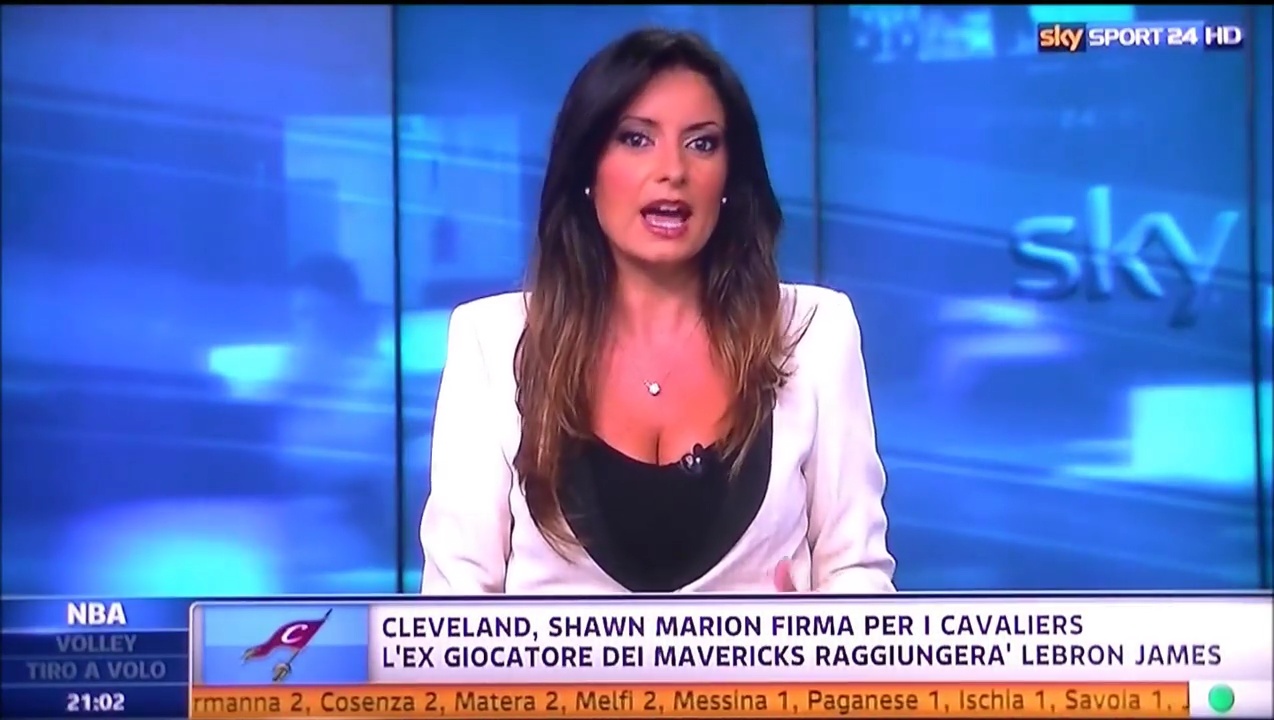 sky SPORT 24 HD
sky
NBA
VOLLEY
TIRO A VOLO
21:02
C
CLEVELAND, SHAWN MARION FIRMA PER I CAVALIERS
L'EX GIOCATORE DEI MAVERICKS RAGGIUNGERA' LEBRON JAMES
rmanna 2, Cosenza 2, Matera 2, Melfi 2, Messina 1, Paganese 1, Ischia 1, Savoia 1,